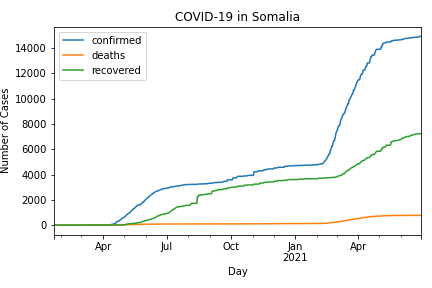 COVID-19 in Somalia
confirmed
deaths
recovered
Number of Cases
14000
12000
10000
8000
6000
4000
2000
0
Apr Jul Oct Jan Apr
2021
Day